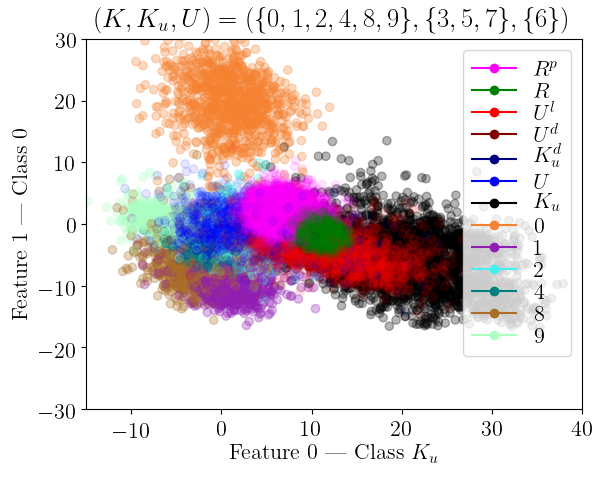 (K, K_u, U) = ({0, 1, 2, 4, 8, 9}, {3, 5, 7}, {6})
30
20
10
0
−10
−20
−30
Feature 1 — Class 0
−10
0
10
20
30
40
Feature 0 — Class K_u
R^p
R
U^l
U^d
K_u^d
U
K_u
0
1
2
4
8
9